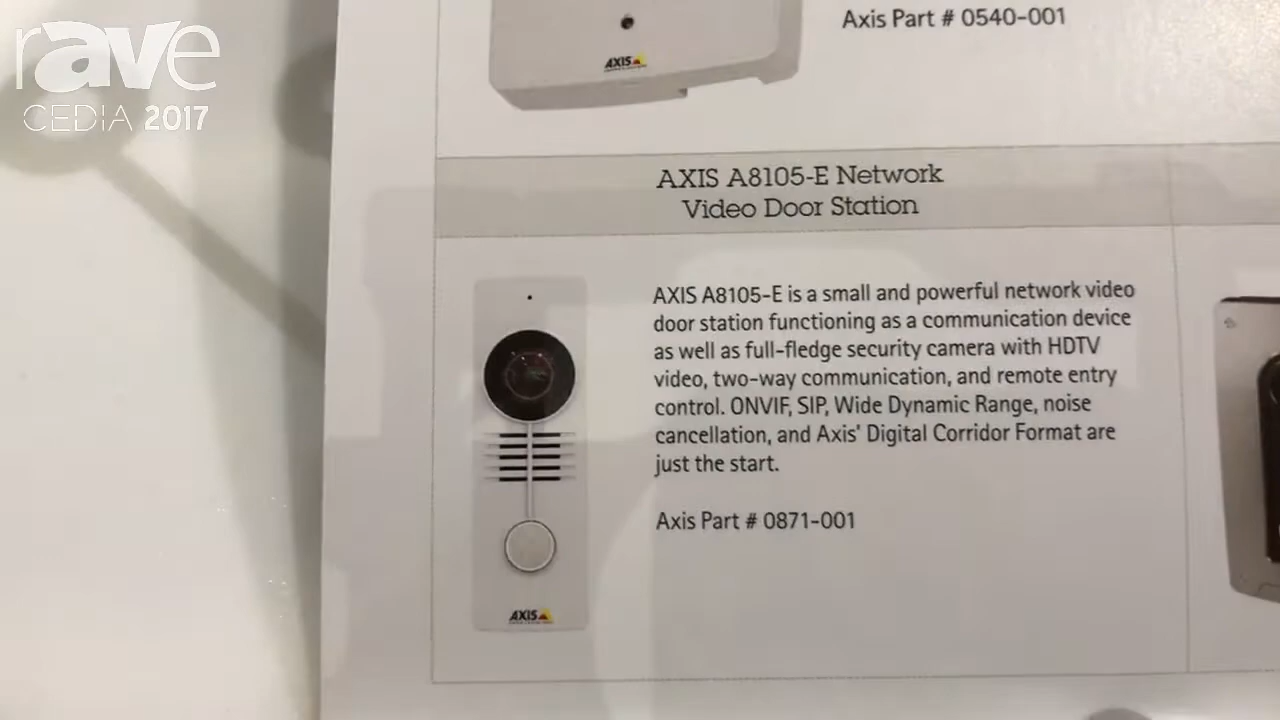 rave
CEDIA 2017
Axis Part # 0540-001
AXIS
AXIS A8105-E Network
Video Door Station
AXIS A8105-E is a small and powerful network video
door station functioning as a communication device
as well as full-fledge security camera with HDTV
video, two-way communication, and remote entry
control. ONVIF, SIP, Wide Dynamic Range, noise
cancellation, and Axis' Digital Corridor Format are
just the start.
Axis Part # 0871-001
AXIS